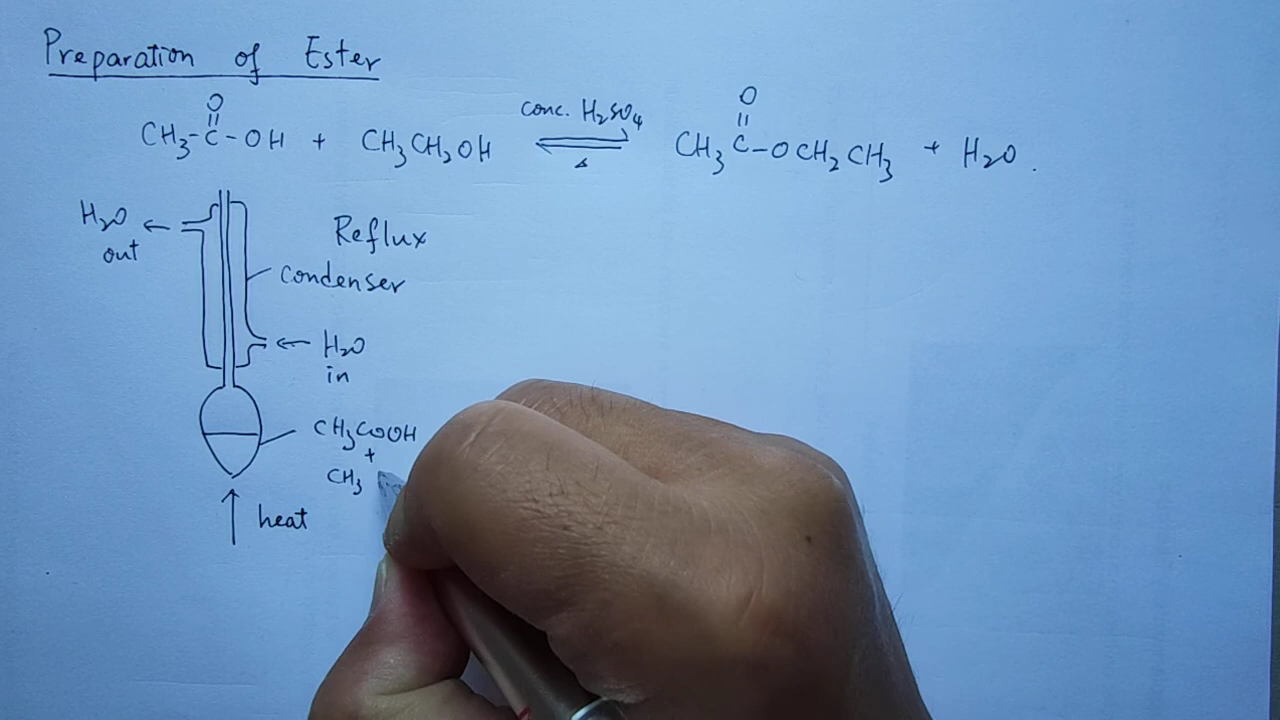 Preparation of Ester
O
CH₃-C-OH + CH₃CH₂OH ⇌ CH₃C-OCH₂CH₃ + H₂O.
conc. H₂SO₄
Δ
O
H₂O
out
Reflux
condenser
H₂O
in
CH₃COOH
+
CH₃
heat